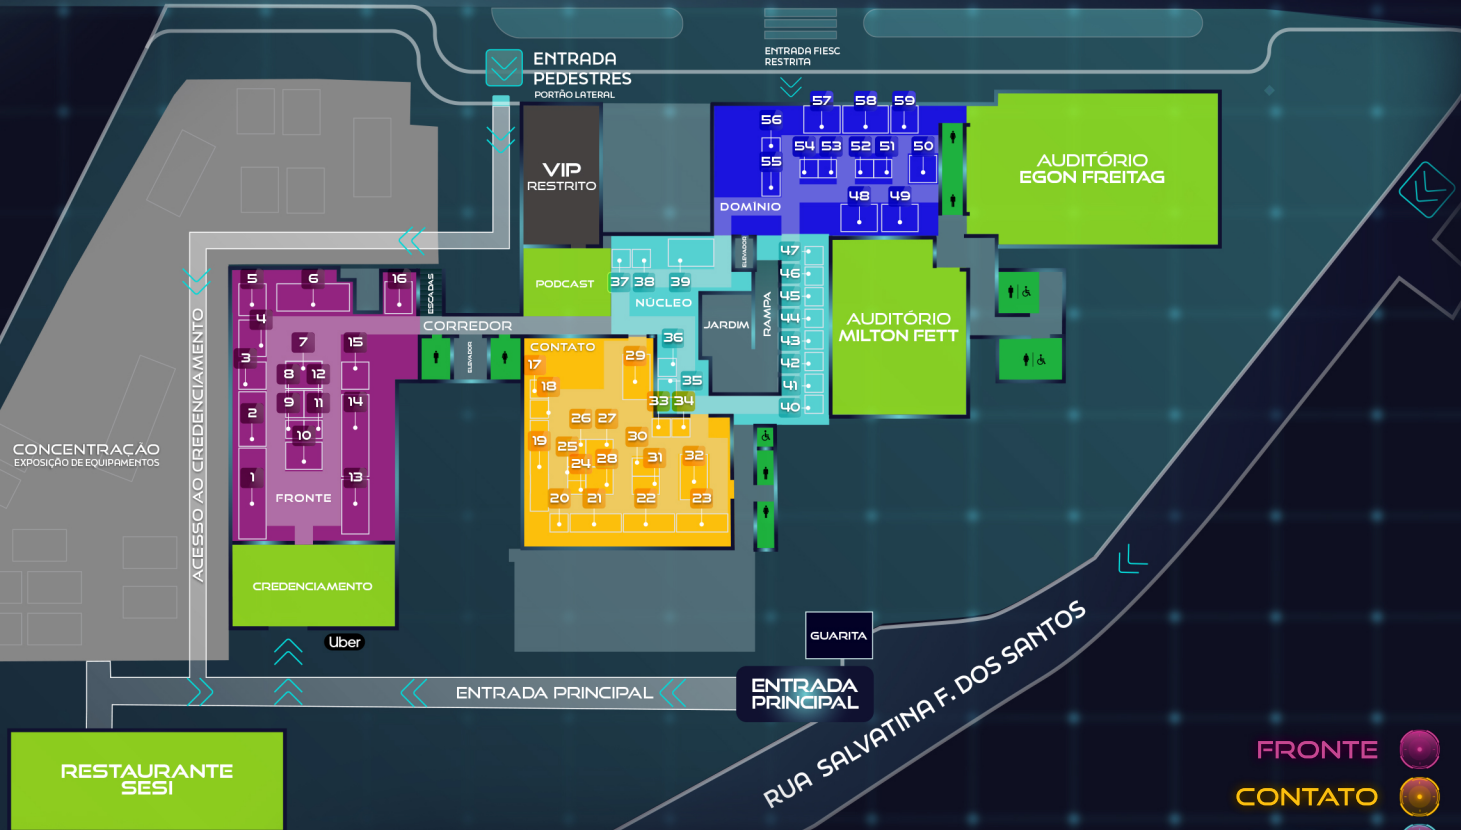 ENTRADA
PEDESTRES
PORTÃO LATERAL
ENTRADA FIESC
RESTRITA
VIP
RESTRITO
57
58
59
56
55
54
53
52
51
50
48
49
DOMÍNIO
AUDITÓRIO
EGON FREITAG
PODCAST
37
38
39
NÚCLEO
ELEVADOR
RAMPA
JARDIM
47
46
45
44
43
42
41
40
36
35
33
34
AUDITÓRIO
MILTON FETT
5
6
16
4
3
7
15
8
12
2
9
11
14
10
1
13
FRONTE
ESCADAS
CORREDOR
ELEVADOR
CONTATO
17
18
29
26
27
19
25
30
24
28
31
32
20
21
22
23
CONCENTRAÇÃO
EXPOSIÇÃO DE EQUIPAMENTOS
ACESSO AO CREDENCIAMENTO
CREDENCIAMENTO
Uber
GUARITA
ENTRADA PRINCIPAL
ENTRADA
PRINCIPAL
RUA SALVATINA F. DOS SANTOS
RESTAURANTE
SESI
FRONTE
CONTATO